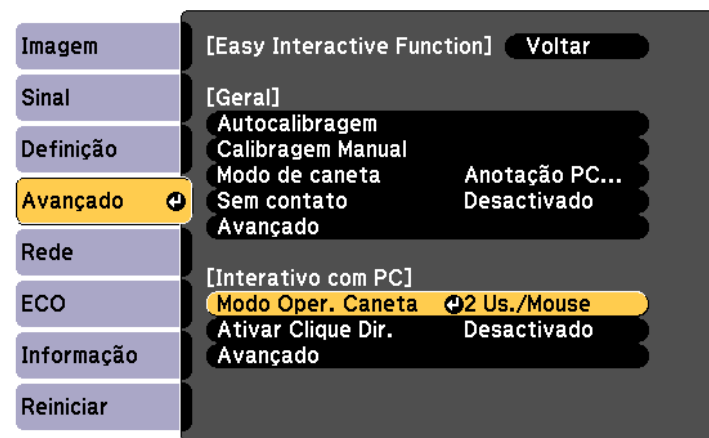 Imagem
Sinal
Definição
Avançado
Rede
ECO
Informação
Reiniciar
[Easy Interactive Function] Voltar
[Geral]
Autocalibragem
Calibragem Manual
Modo de caneta Anotação PC...
Sem contato Desactivado
Avançado
[Interativo com PC]
Modo Oper. Caneta 2 Us./Mouse
Ativar Clique Dir. Desactivado
Avançado